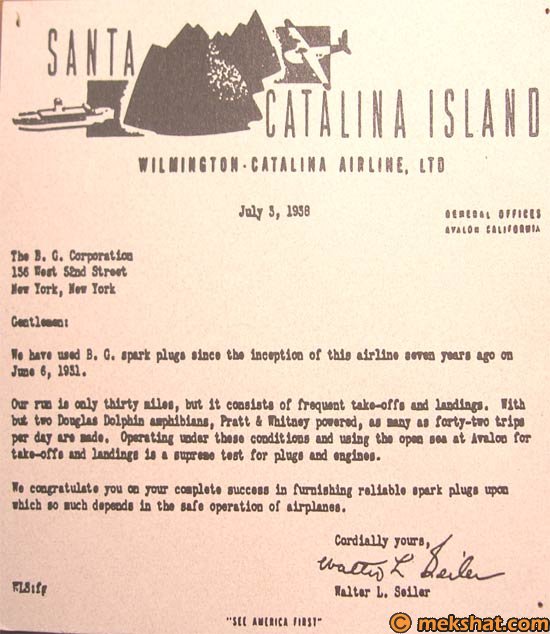 SANTA
CATALINA ISLAND
WILMINGTON-CATALINA AIRLINE, LTD
July 3, 1938
GENERAL OFFICES
AVALON CALIFORNIA
The B. G. Corporation
136 West 52nd Street
New York, New York
Gentlemen:
We have used B. G. spark plugs since the inception of this airline seven years ago on
June 6, 1931.
Our run is only thirty miles, but it consists of frequent take-offs and landings. With
but two Douglas Dolphin amphibians, Pratt & Whitney powered, as many as forty-two trips
per day are made. Operating under these conditions and using the open sea at Avalon for
take-offs and landings is a supreme test for plugs and engines.
We congratulate you on your complete success in furnishing reliable spark plugs upon
which so much depends in the safe operation of airplanes.
Cordially yours,
Walter L Seiler
WLS:fg
Walter L. Seiler
"SEE AMERICA FIRST"
© mekshat.com